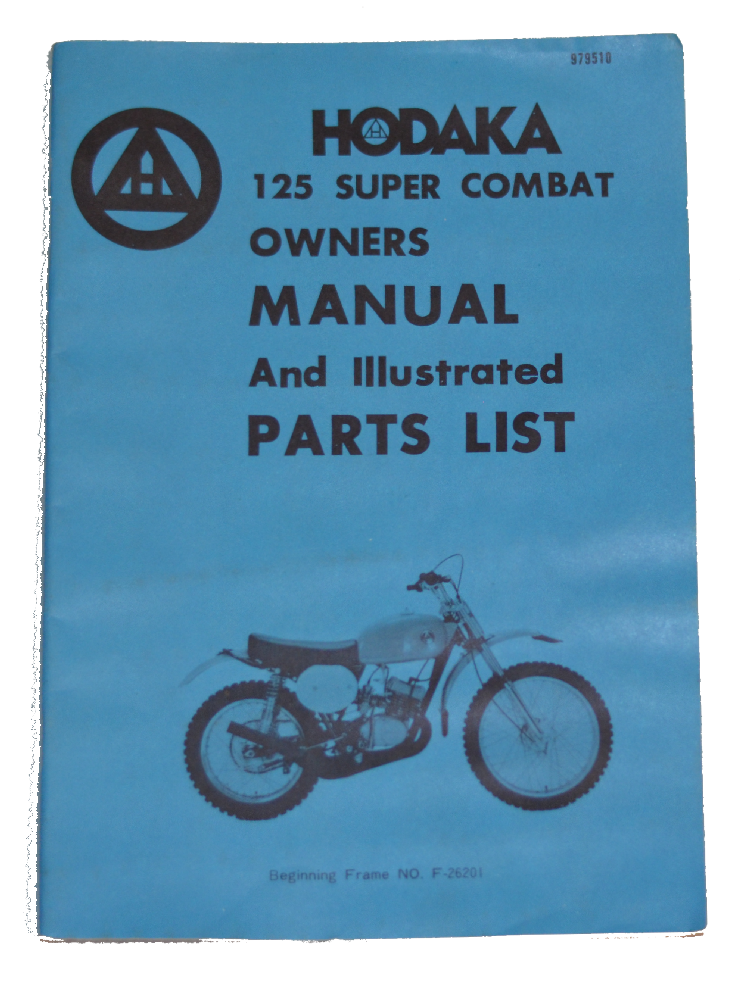 979510
HODAKA
125 SUPER COMBAT
OWNERS
MANUAL
And Illustrated
PARTS LIST
Beginning Frame NO. F-26201